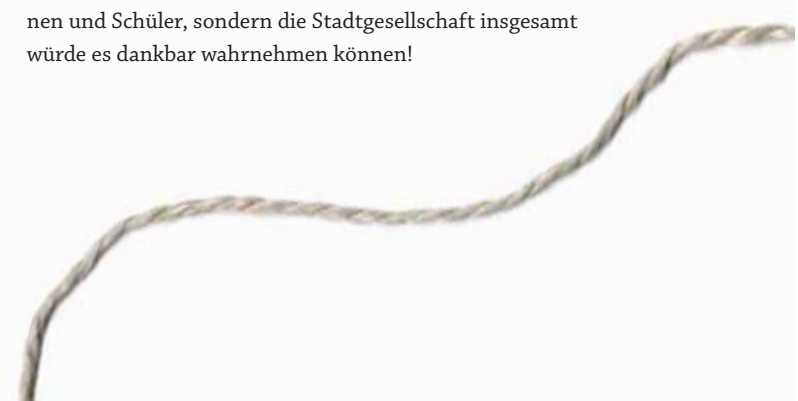 nen und Schüler, sondern die Stadtgesellschaft insgesamt
würde es dankbar wahrnehmen können!